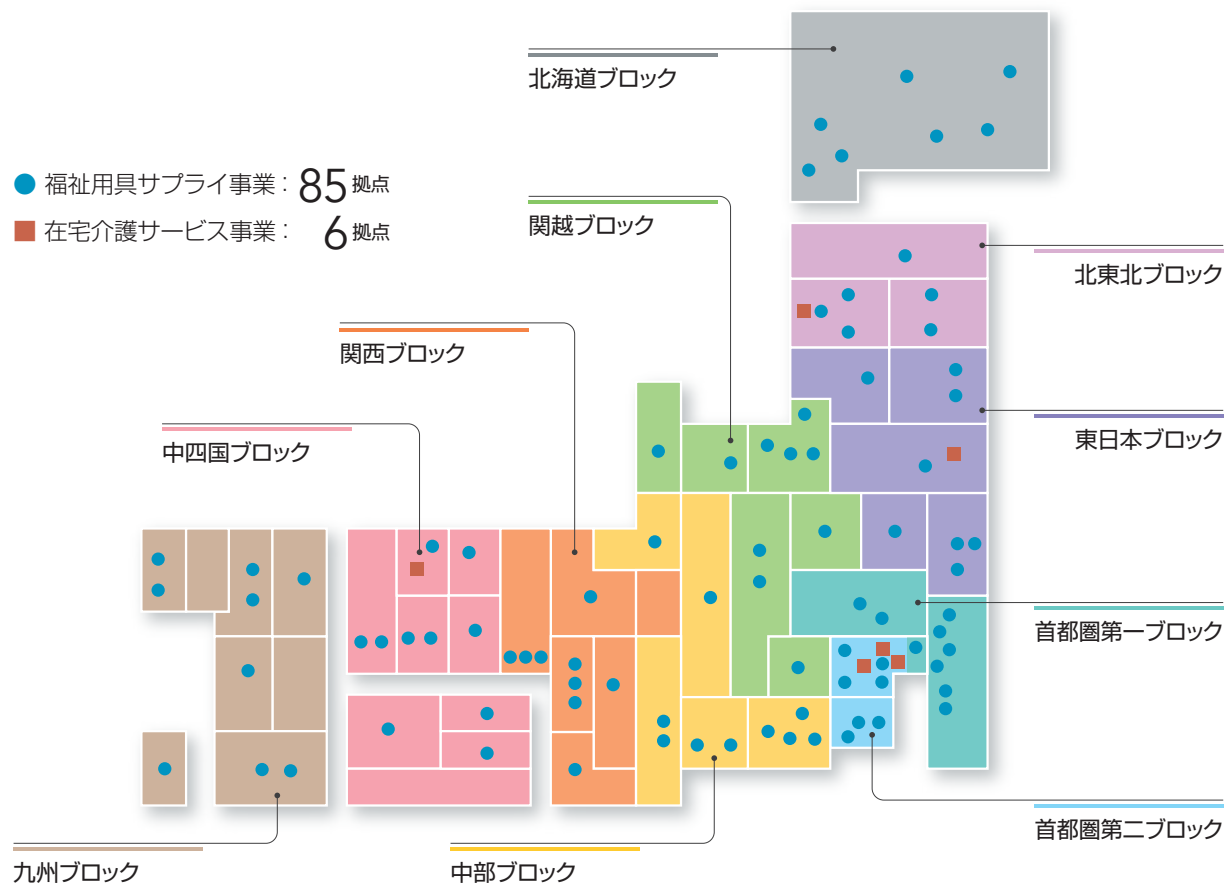 北海道ブロック
福祉用具サプライ事業：85拠点
在宅介護サービス事業：6拠点
関越ブロック
北東北ブロック
関西ブロック
中四国ブロック
東日本ブロック
首都圏第一ブロック
首都圏第二ブロック
九州ブロック
中部ブロック